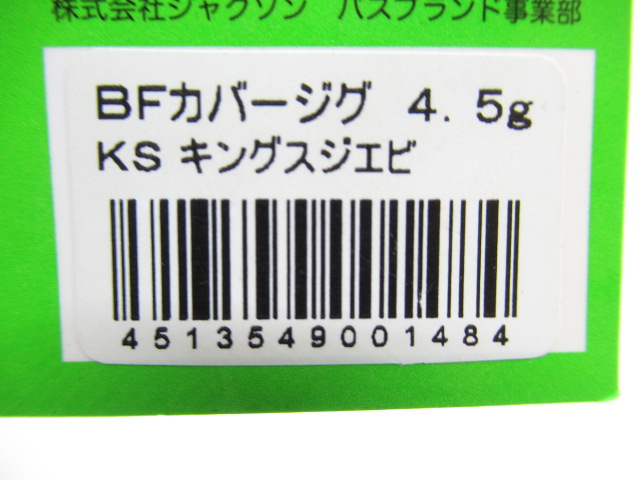 株式会社ジャクソン　バスブランド事業部
BFカバージグ 4.5g
KS キングスジエビ
4513549001484